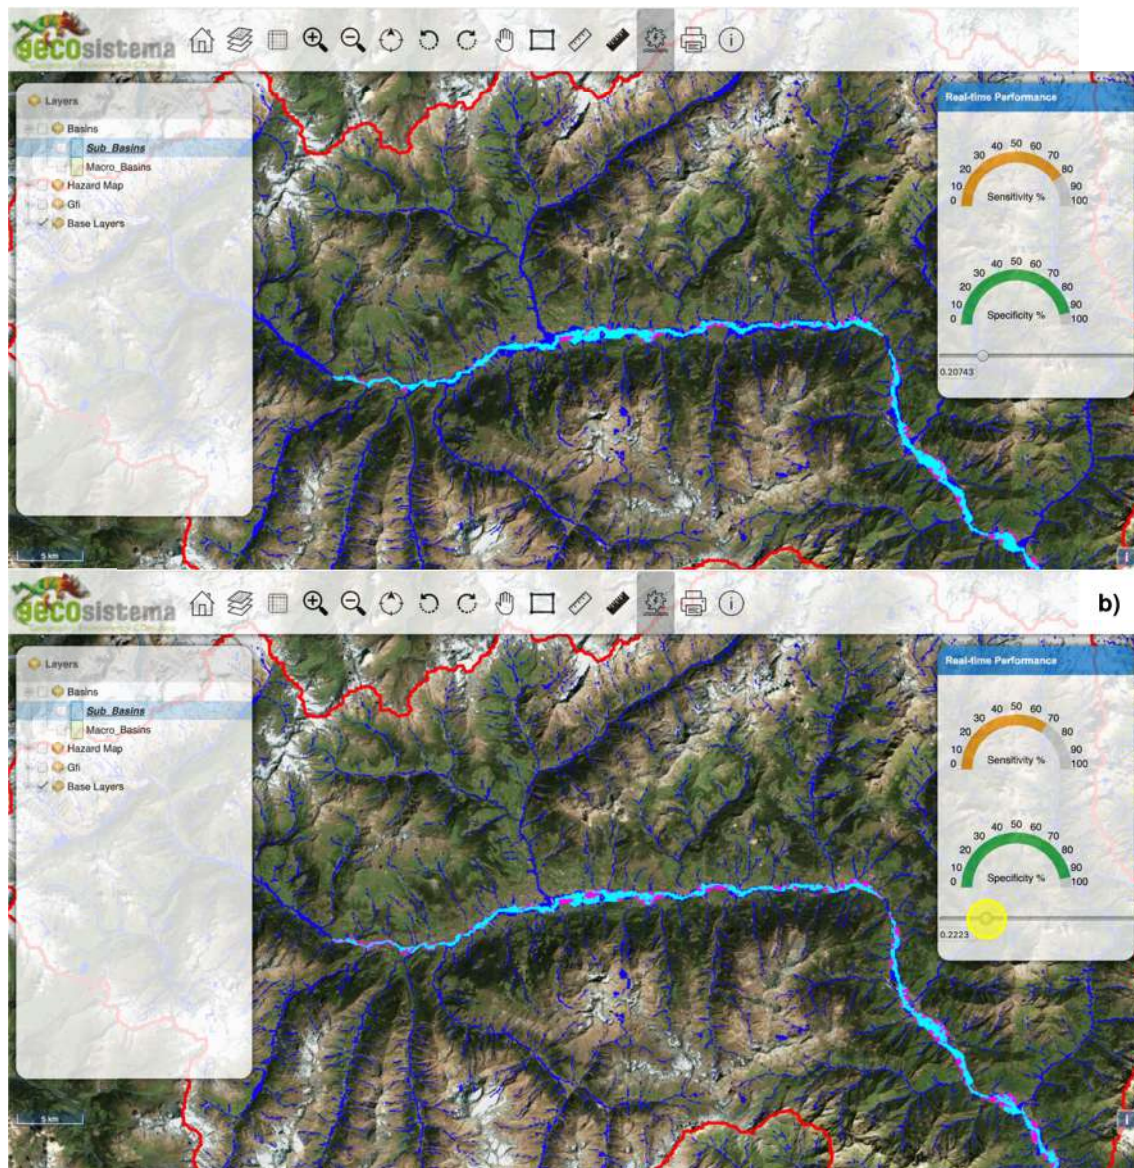 gecosistema
Layers
Basins
Sub_Basins
Macro_Basins
Hazard Map
Gfi
Base Layers
Real-time Performance
0 10 20 30 40 50 60 70 80 90 100
Sensitivity %
0 10 20 30 40 50 60 70 80 90 100
Specificity %
0.20743
5 km
i
b)
gecosistema
Layers
Basins
Sub_Basins
Macro_Basins
Hazard Map
Gfi
Base Layers
Real-time Performance
0 10 20 30 40 50 60 70 80 90 100
Sensitivity %
0 10 20 30 40 50 60 70 80 90 100
Specificity %
0.2223
5 km
i